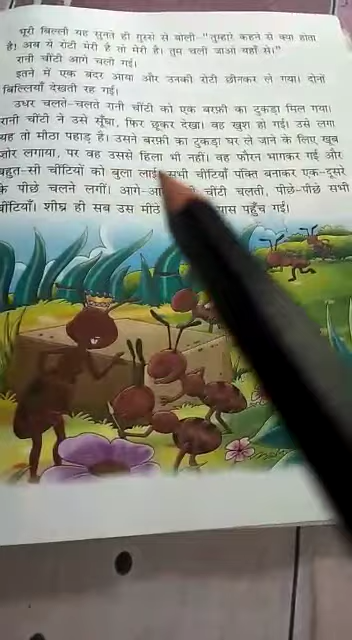 भूरी बिल्ली यह सुनते ही गुस्से से बोली-"तुम्हारे कहने से क्या होता
है! अब ये रोटी मेरी है तो मेरी है। तुम चली जाओ यहाँ से।"
रानी चींटी आगे चली गई।
इतने में एक बंदर आया और उनकी रोटी छीनकर ले गया। दोनों
बिल्लियाँ देखती रह गईं।
उधर चलते-चलते रानी चींटी को एक बरफ़ी का टुकड़ा मिल गया।
रानी चींटी ने उसे सूँघा, फिर छूकर देखा। वह खुश हो गई। उसे लगा
यह तो मीठा पहाड़ है। उसने बरफ़ी का टुकड़ा घर ले जाने के लिए खूब
जोर लगाया, पर वह उससे हिला भी नहीं। वह फौरन भागकर गई और
बहुत-सी चींटियों को बुला लाई। सभी चींटियाँ पंक्ति बनाकर एक-दूसरे
के पीछे चलने लगीं। आगे-आ चींटी चलती, पीछे-पीछे सभी
चींटियाँ। शीघ्र ही सब उस मीठे पास पहुँच गईं।